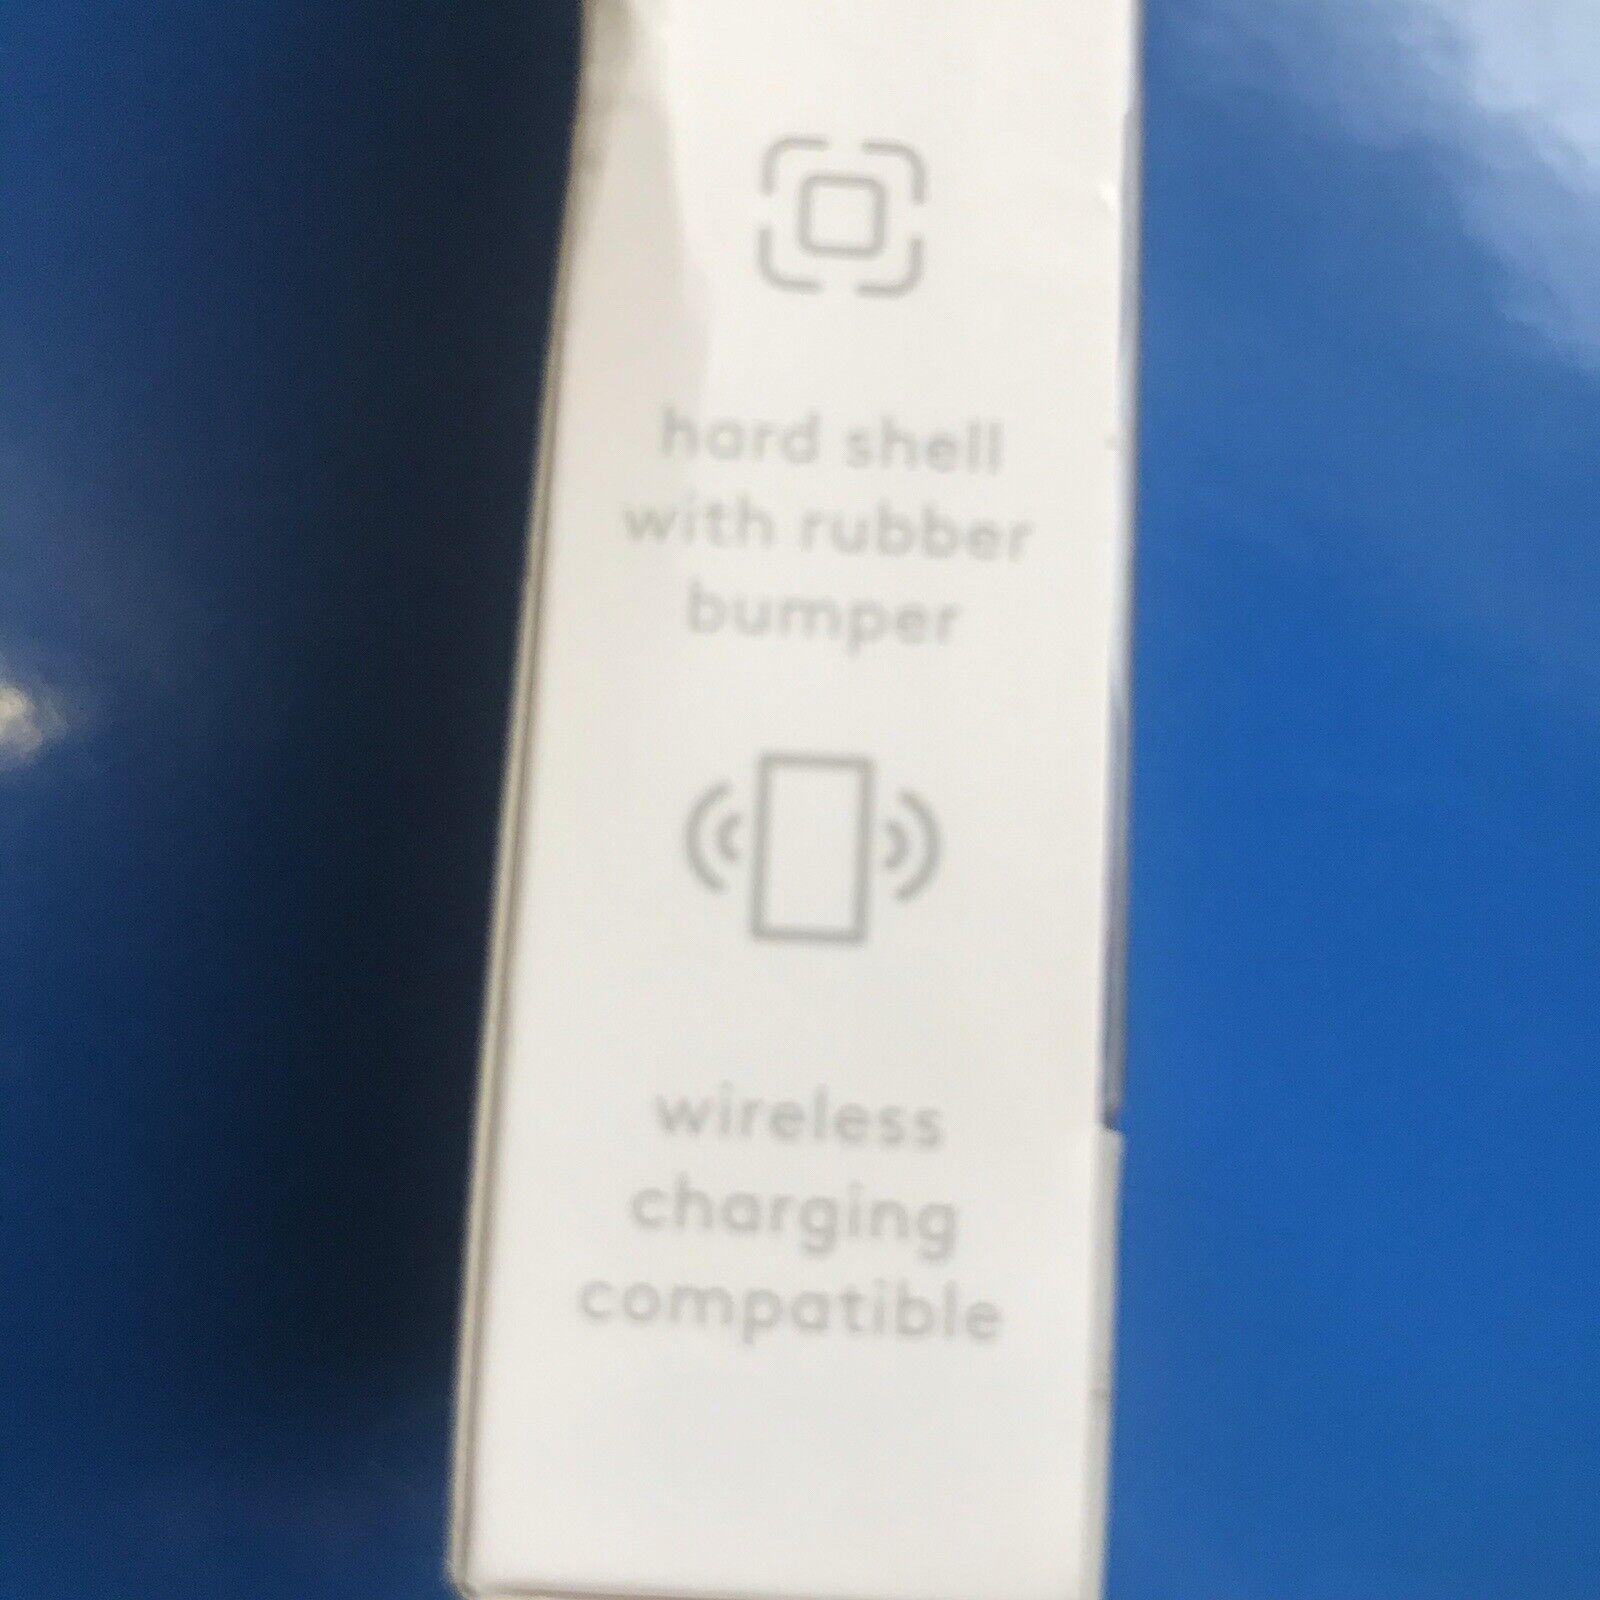 hard shell
with rubber
bumper
wireless
charging
compatible